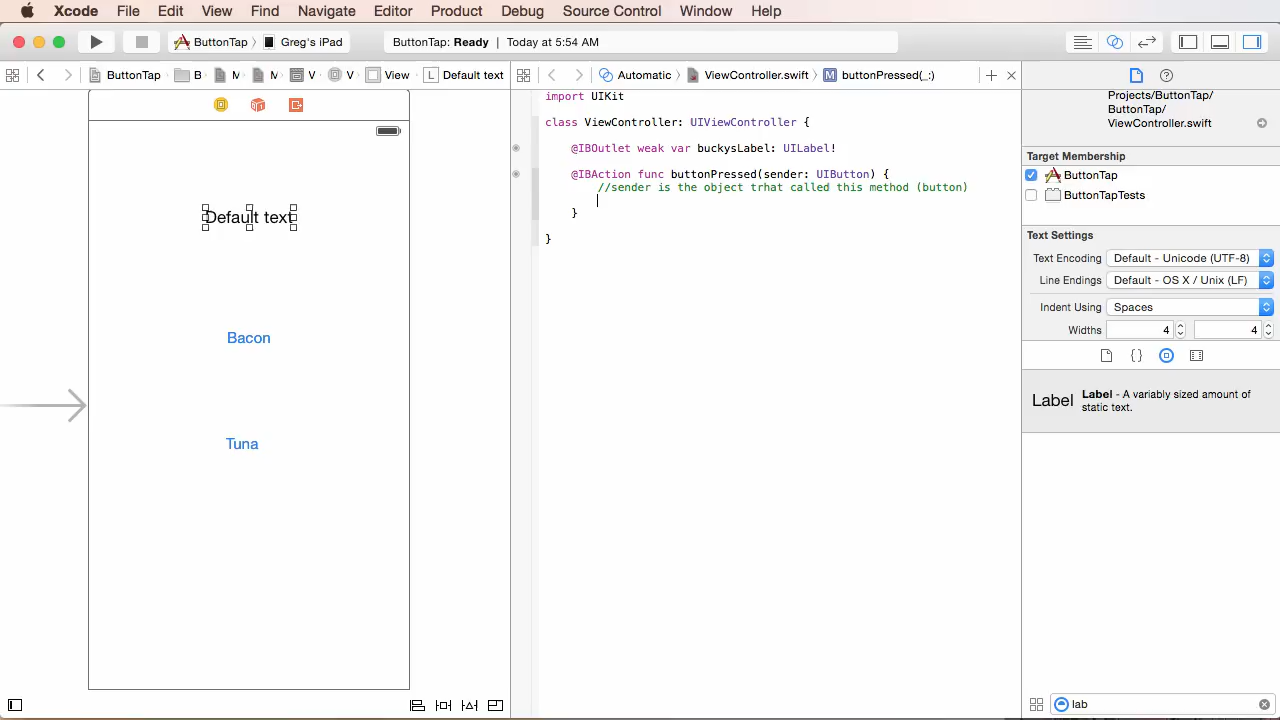 Xcode File Edit View Find Navigate Editor Product Debug Source Control Window Help
ButtonTap Greg's iPad ButtonTap: Ready | Today at 5:54 AM
ButtonTap B M M V V View L Default text Automatic ViewController.swift M buttonPressed(_:)
Default text
Bacon
Tuna
import UIKit
class ViewController: UIViewController {
@IBOutlet weak var buckysLabel: UILabel!
@IBAction func buttonPressed(sender: UIButton) {
//sender is the object trhat called this method (button)
}
}
Projects/ButtonTap/
ButtonTap/
ViewController.swift
Target Membership
ButtonTap
ButtonTapTests
Text Settings
Text Encoding Default - Unicode (UTF-8)
Line Endings Default - OS X / Unix (LF)
Indent Using Spaces
Widths 4 4
Label Label - A variably sized amount of
static text.
lab